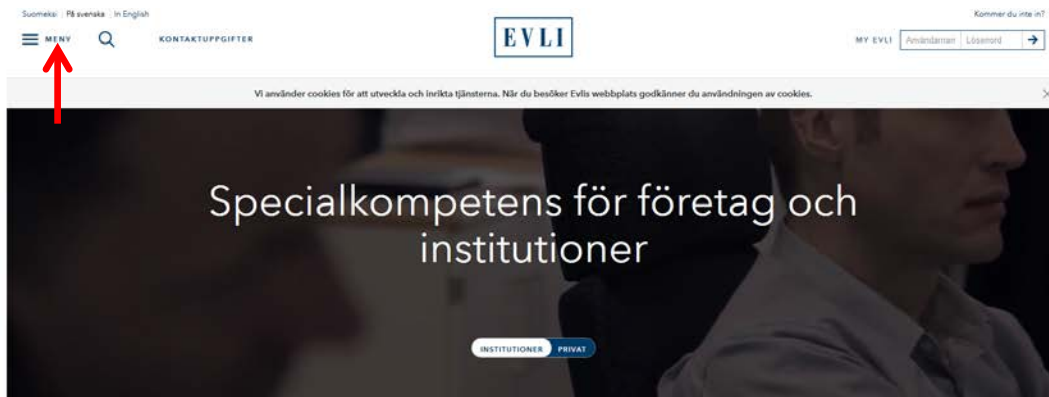 Suomeksi | På svenska | In English
Kommer du inte in?
MENY
KONTAKTUPPGIFTER
EVLI
MY EVLI
Användarnan
Lösenord
Vi använder cookies för att utveckla och inrikta tjänsterna. När du besöker Evlis webbplats godkänner du användningen av cookies.
Specialkompetens för företag och
institutioner
INSTITUTIONER
PRIVAT